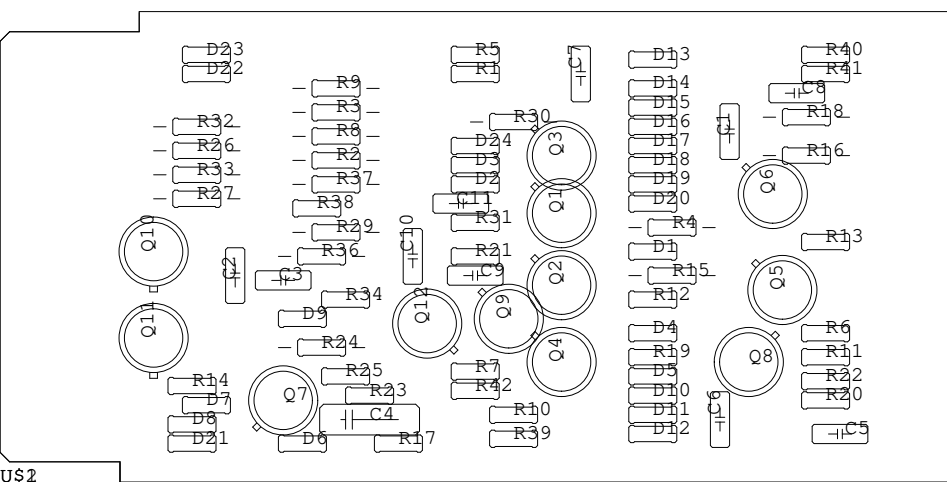 D23
R5
C7
D13
R40
D22
R1
R41
R9
D14
C8
R3
D15
R18
R32
R30
D16
C1
R8
Q3
R26
D24
D17
R2
D3
D18
R16
R33
R37
D2
D19
Q6
R27
R38
C11
Q1
D20
R29
R31
R4
Q10
C10
R13
R36
R21
D1
C2
C3
C9
Q2
R15
Q5
R34
R12
Q11
D9
Q12
Q9
R24
D4
R6
Q4
R19
Q8
R11
R25
R7
D5
R14
R22
Q7
R23
R42
D10
R20
D7
C6
D8
C4
R10
D11
D21
D6
R17
R39
D12
C5